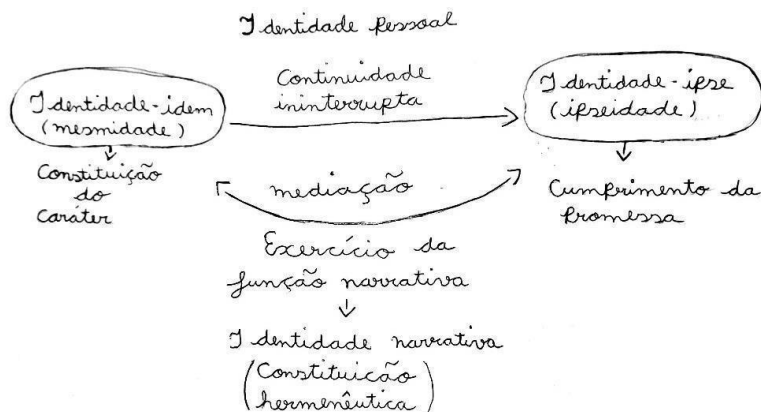 Identidade Pessoal
Continuidade
ininterrupta
Identidade-idem
(mesmidade)
Identidade-ipse
(ipseidade)
Constituição
do
Caráter
mediação
Cumprimento da
Promessa
Exercício da
função narrativa
Identidade narrativa
(Constituição
hermenêutica)